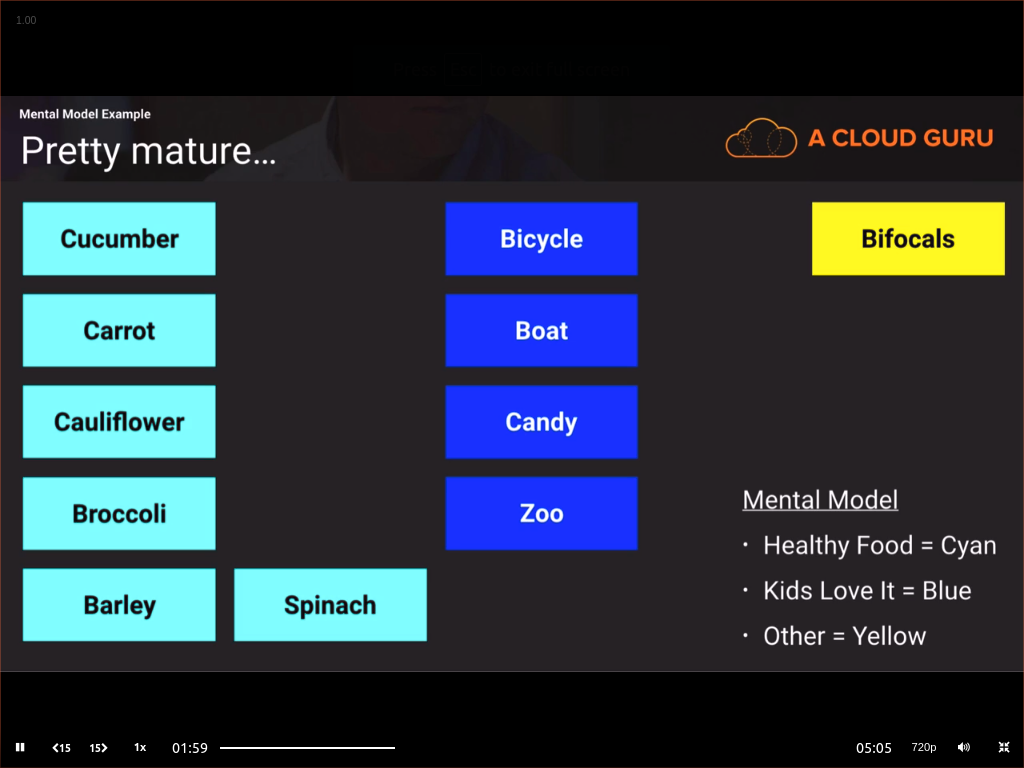 1.00
Mental Model Example
Pretty mature...
A CLOUD GURU
Cucumber
Bicycle
Bifocals
Carrot
Boat
Cauliflower
Candy
Broccoli
Zoo
Barley
Spinach
Mental Model
· Healthy Food = Cyan
· Kids Love It = Blue
· Other = Yellow
15 15 1x 01:59 05:05 720p